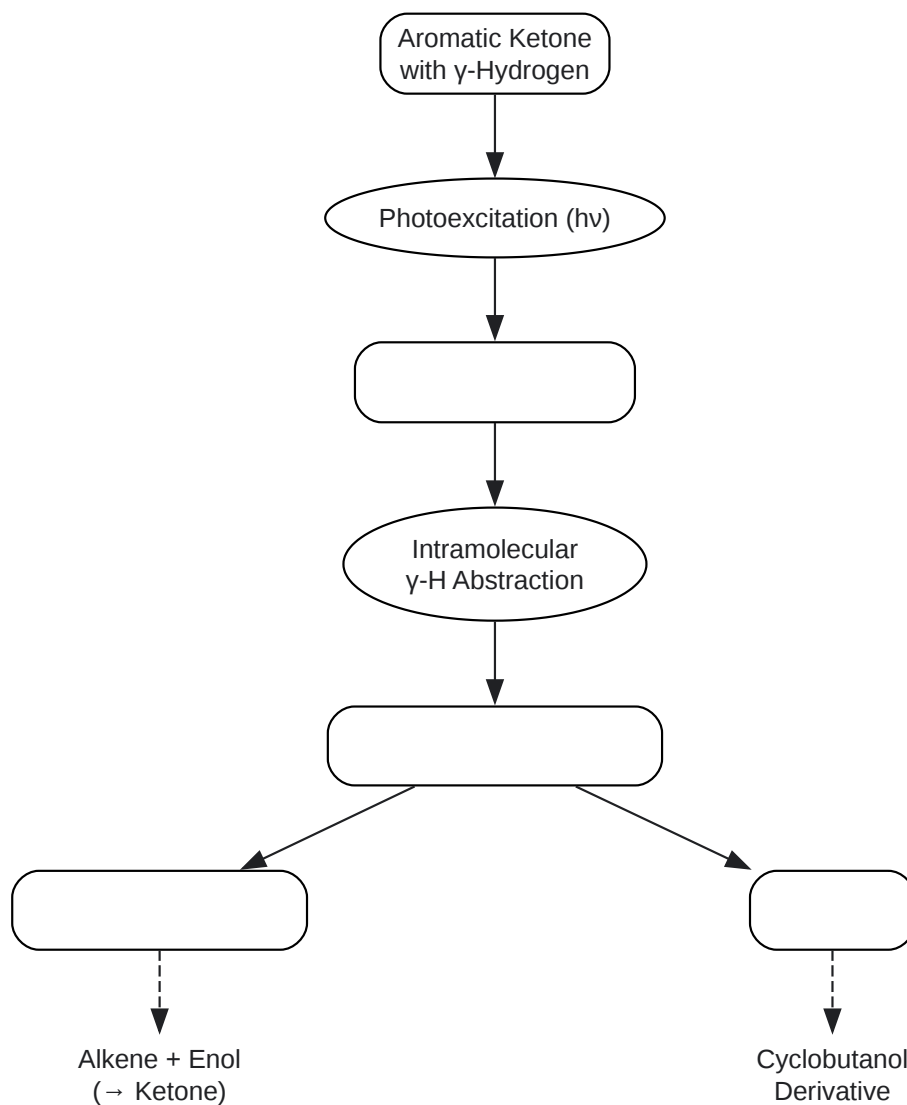 Aromatic Ketone
with γ-Hydrogen
Photoexcitation (hν)
Intramolecular
γ-H Abstraction
Alkene + Enol
(→ Ketone)
Cyclobutanol
Derivative